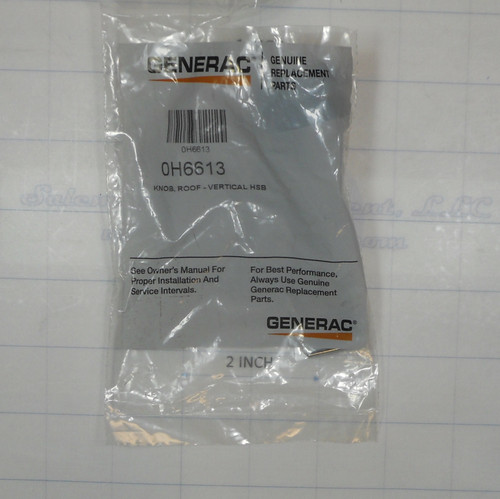 GENERAC
GENUINE
REPLACEMENT
PARTS
0H6613
0H6613
KNOB, ROOF - VERTICAL HSB
See Owner's Manual For
Proper Installation And
Service Intervals.
For Best Performance,
Always Use Genuine
Generac Replacement
Parts.
GENERAC®
2 INCH